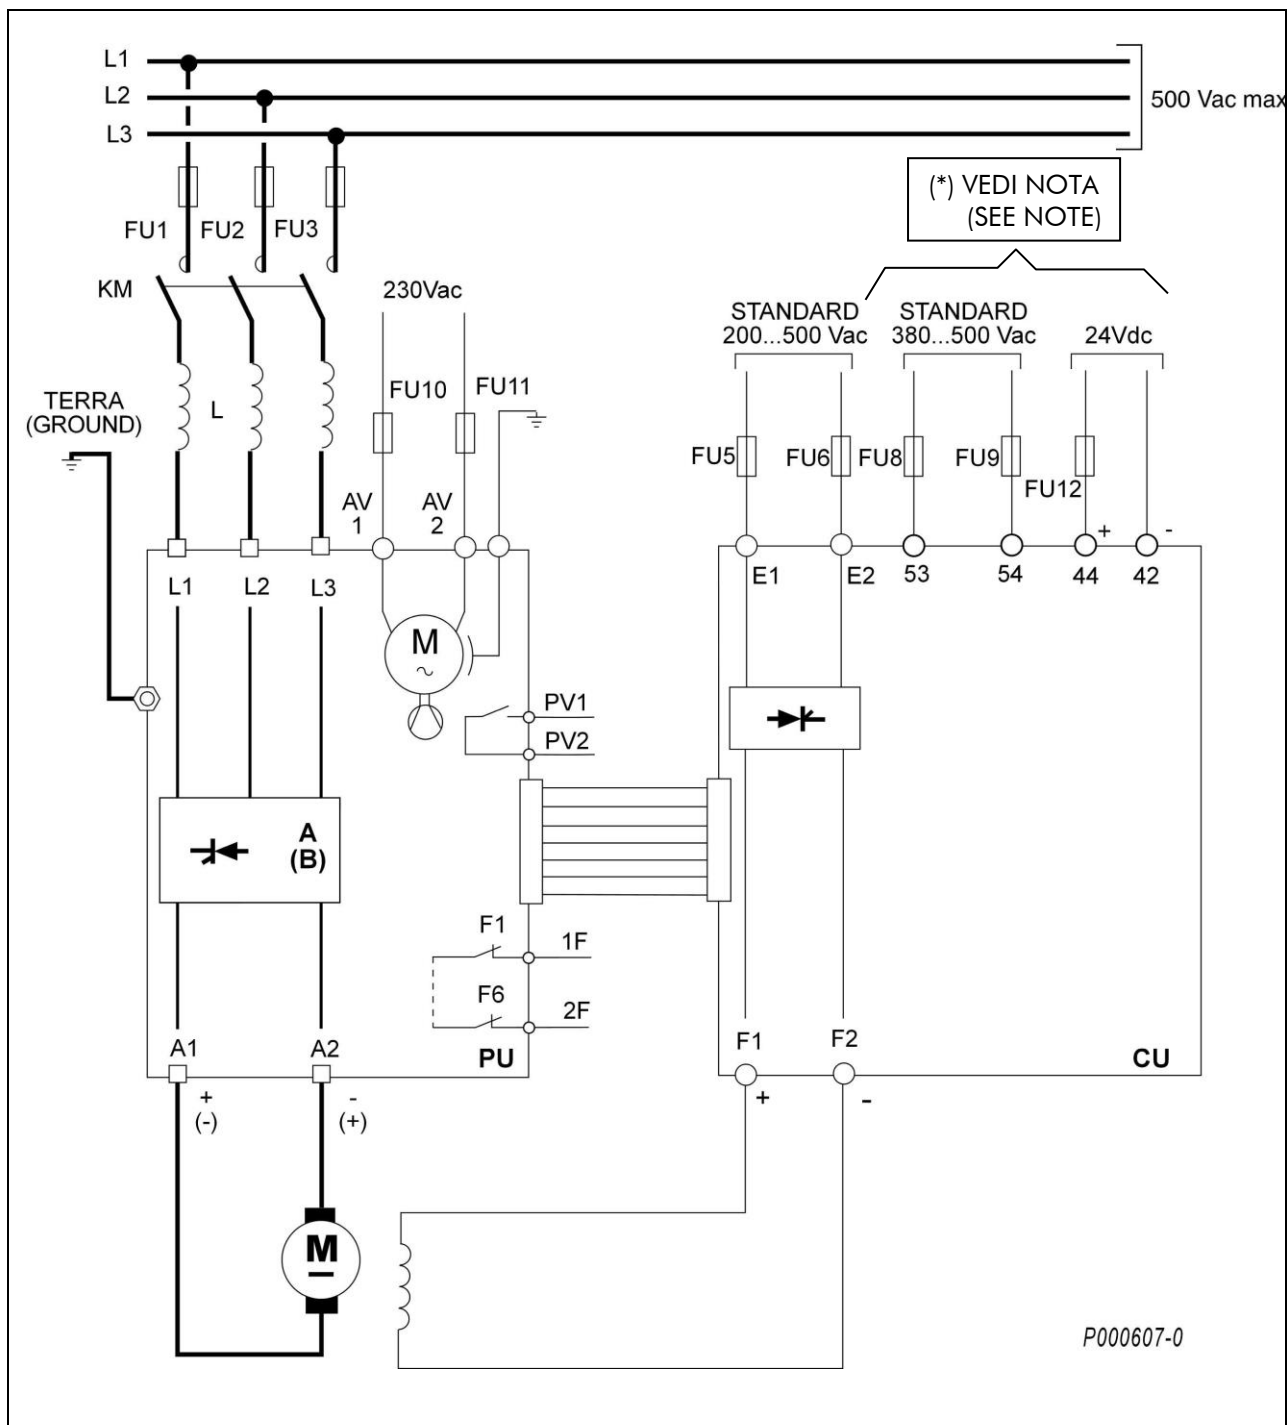 L1
L2
L3
500 Vac max
(*) VEDI NOTA
(SEE NOTE)
FU1 FU2 FU3
KM
230Vac
STANDARD
200...500 Vac
STANDARD
380...500 Vac
24Vdc
TERRA
(GROUND)
L
FU10
FU11
FU5
FU6
FU8
FU9
FU12
AV
1
AV
2
+
-
L1
L2
L3
E1
E2
53
54
44
42
M
~
PV1
PV2
A
(B)
F1
1F
F6
2F
A1
A2
PU
F1
F2
CU
+
(-)
-
(+)
+
-
M
P000607-0